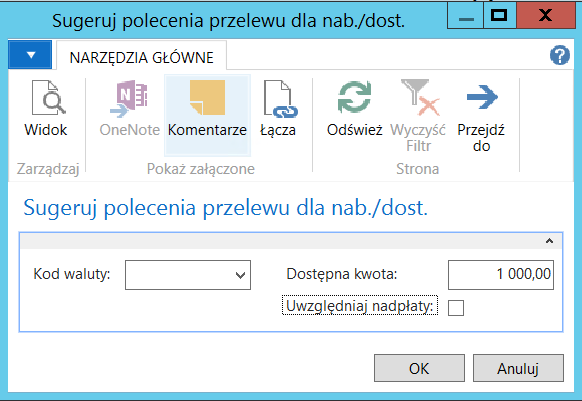 Sugeruj polecenia przelewu dla nab./dost.
NARZĘDZIA GŁÓWNE
Widok
OneNote
Komentarze
Łącza
Odśwież
Wyczyść
Filtr
Przejdź
do
Zarządzaj
Pokaż załączone
Strona
Sugeruj polecenia przelewu dla nab./dost.
Kod waluty:
Dostępna kwota:
1 000,00
Uwzględniaj nadpłaty:
OK
Anuluj